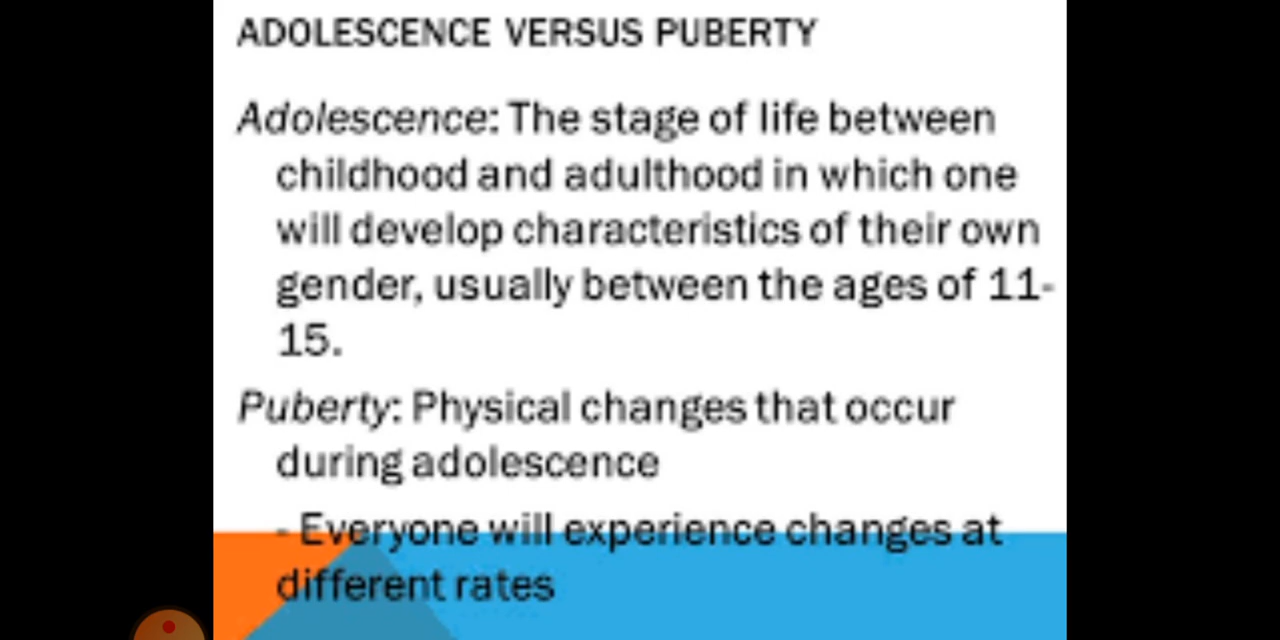 ADOLESCENCE VERSUS PUBERTY
Adolescence: The stage of life between
childhood and adulthood in which one
will develop characteristics of their own
gender, usually between the ages of 11-
15.
Puberty: Physical changes that occur
during adolescence
- Everyone will experience changes at
different rates